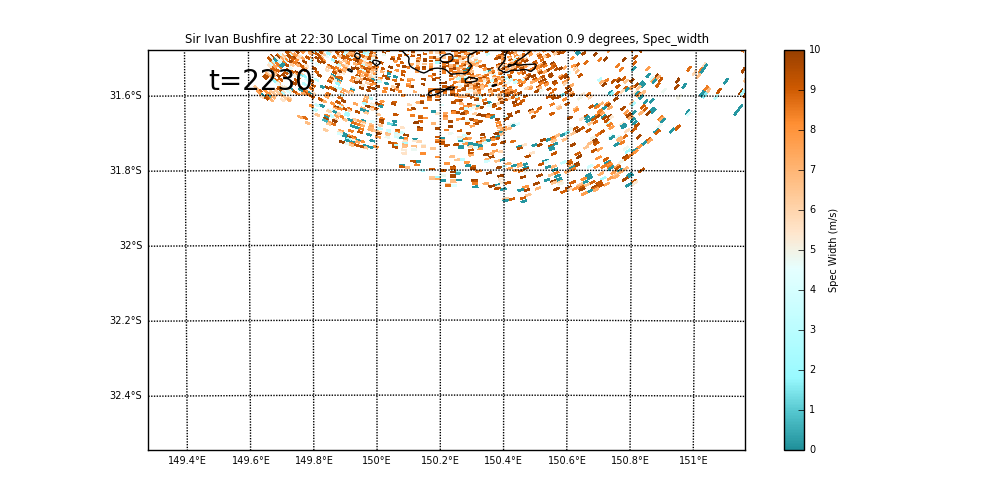 Sir Ivan Bushfire at 22:30 Local Time on 2017 02 12 at elevation 0.9 degrees, Spec_width
t=2230
31.6°S
31.8°S
32°S
32.2°S
32.4°S
149.4°E 149.6°E 149.8°E 150°E 150.2°E 150.4°E 150.6°E 150.8°E 151°E
10
9
8
7
6
5
4
3
2
1
0
Spec Width (m/s)